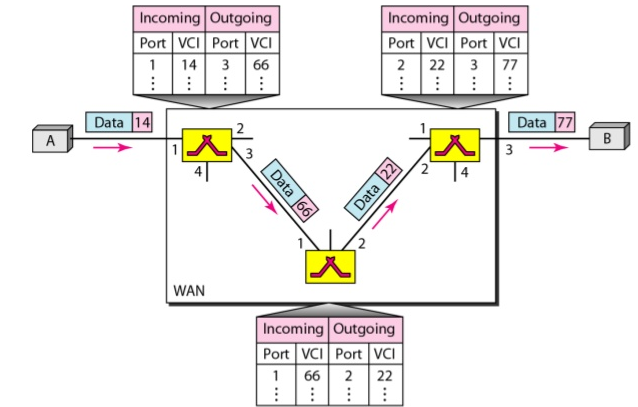 Incoming Outgoing
Port VCI Port VCI
1 14 3 66
⋮ ⋮ ⋮ ⋮
Incoming Outgoing
Port VCI Port VCI
2 22 3 77
⋮ ⋮ ⋮ ⋮
A
Data 14
1
2
3
4
Data 66
Data 22
1
2
3
4
Data 77
B
1
2
WAN
Incoming Outgoing
Port VCI Port VCI
1 66 2 22
⋮ ⋮ ⋮ ⋮